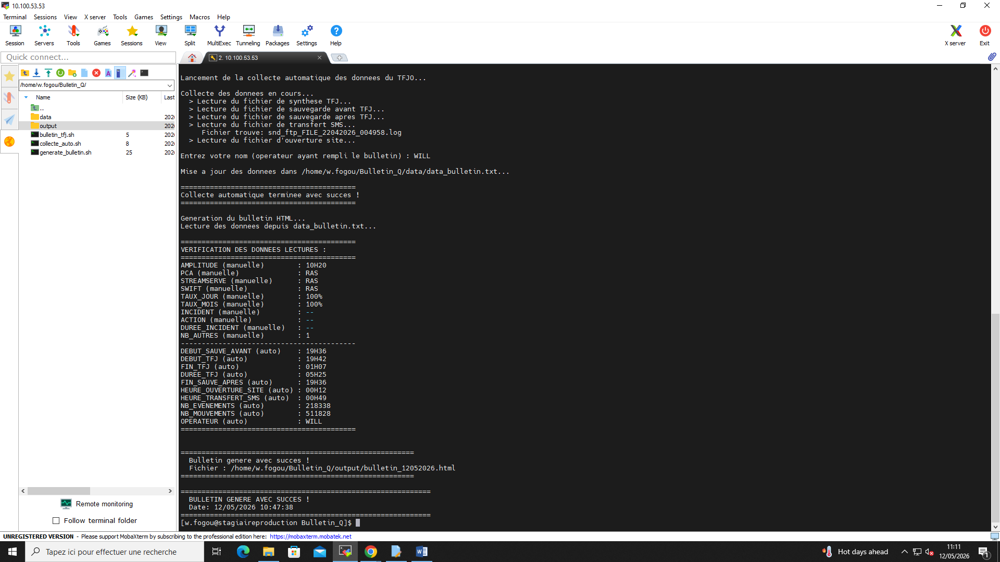 10.100.53.53
Terminal Sessions View X server Tools Games Settings Macros Help
Session Servers Tools Games Sessions View Split MultiExec Tunneling Packages Settings Help X server Exit
Quick connect...
2. 10.100.53.53
/home/w.fogou/Bulletin_Q/
Name Size (KB) Last
..
data 202
output 202
bulletin_tfj.sh 5 202
collecte_auto.sh 8 202
generate_bulletin.sh 25 202
Remote monitoring
Follow terminal folder
Lancement de la collecte automatique des donnees du TFJO...
Collecte des donnees en cours...
> Lecture du fichier de synthese TFJ...
> Lecture du fichier de sauvegarde avant TFJ...
> Lecture du fichier de sauvegarde apres TFJ...
> Lecture du fichier de transfert SMS...
Fichier trouve: snd_ftp_FILE_22042026_004958.log
> Lecture du fichier d'ouverture site...
Entrez votre nom (operateur ayant rempli le bulletin) : WILL
Mise a jour des donnees dans /home/w.fogou/Bulletin_Q/data/data_bulletin.txt...
==========================================
Collecte automatique terminee avec succes !
==========================================
Generation du bulletin HTML...
Lecture des donnees depuis data_bulletin.txt...
==========================================
VERIFICATION DES DONNEES LECTURES :
==========================================
AMPLITUDE (manuelle) : 10H20
PCA (manuelle) : RAS
STREAMSERVE (manuelle) : RAS
SWIFT (manuelle) : RAS
TAUX_JOUR (manuelle) : 100%
TAUX_MOIS (manuelle) : 100%
INCIDENT (manuelle) : --
ACTION (manuelle) : --
DUREE_INCIDENT (manuelle) : --
NB_AUTRES (manuelle) : 1
------------------------------------------
DEBUT_SAUVE_AVANT (auto) : 19H36
DEBUT_TFJ (auto) : 19H42
FIN_TFJ (auto) : 01H07
DUREE_TFJ (auto) : 05H25
FIN_SAUVE_APRES (auto) : 19H36
HEURE_OUVERTURE_SITE (auto) : 00H12
HEURE_TRANSFERT_SMS (auto) : 00H49
NB_EVENEMENTS (auto) : 218338
NB_MOUVEMENTS (auto) : 511828
OPERATEUR (auto) : WILL
==========================================
========================================================
Bulletin genere avec succes !
Fichier : /home/w.fogou/Bulletin_Q/output/bulletin_12052026.html
========================================================
============================================================
BULLETIN GENERE AVEC SUCCES !
Date: 12/05/2026 10:47:38
============================================================
[w.fogou@stagiairereproduction Bulletin_Q]$
UNREGISTERED VERSION - Please support MobaXterm by subscribing to the professional edition here: https://mobaxterm.mobatek.net
Tapez ici pour effectuer une recherche
Hot days ahead
11:11
12/05/2026
1